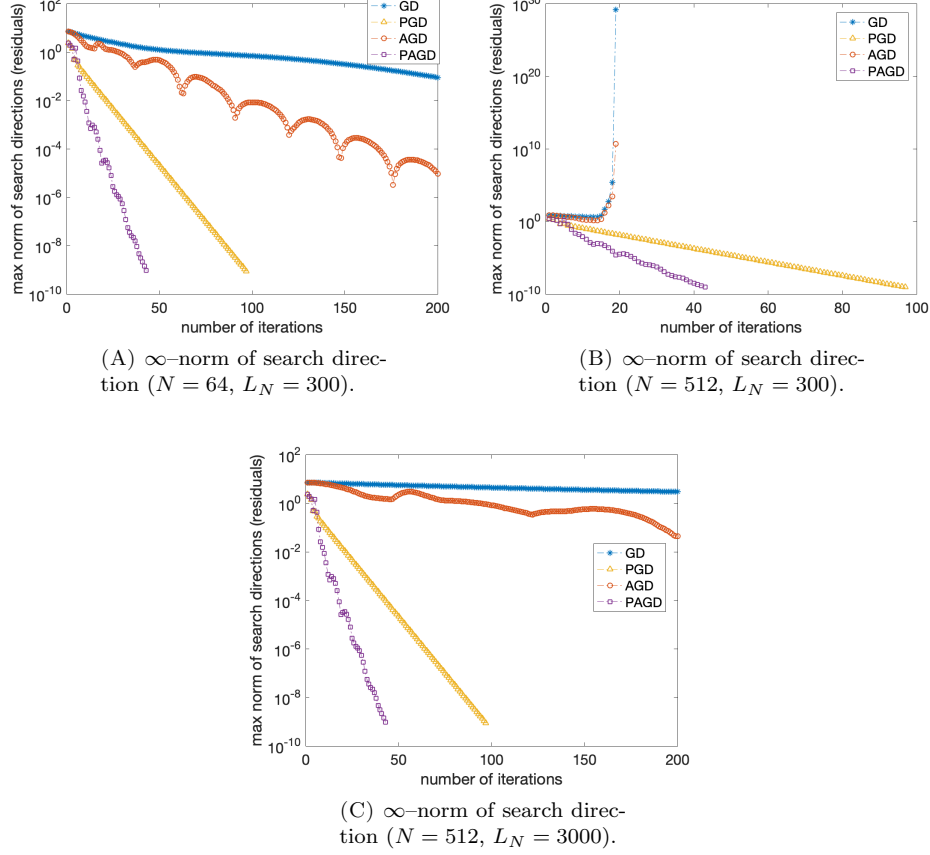 10^2
10^0
10^-2
10^-4
10^-6
10^-8
10^-10
max norm of search directions (residuals)
0 50 100 150 200
number of iterations
GD
PGD
AGD
PAGD
(A) ∞–norm of search direc-
tion (N = 64, L_N = 300).
10^30
10^20
10^10
10^0
10^-10
max norm of search directions (residuals)
0 20 40 60 80 100
number of iterations
GD
PGD
AGD
PAGD
(B) ∞–norm of search direc-
tion (N = 512, L_N = 300).
10^2
10^0
10^-2
10^-4
10^-6
10^-8
10^-10
max norm of search directions (residuals)
0 50 100 150 200
number of iterations
GD
PGD
AGD
PAGD
(C) ∞–norm of search direc-
tion (N = 512, L_N = 3000).